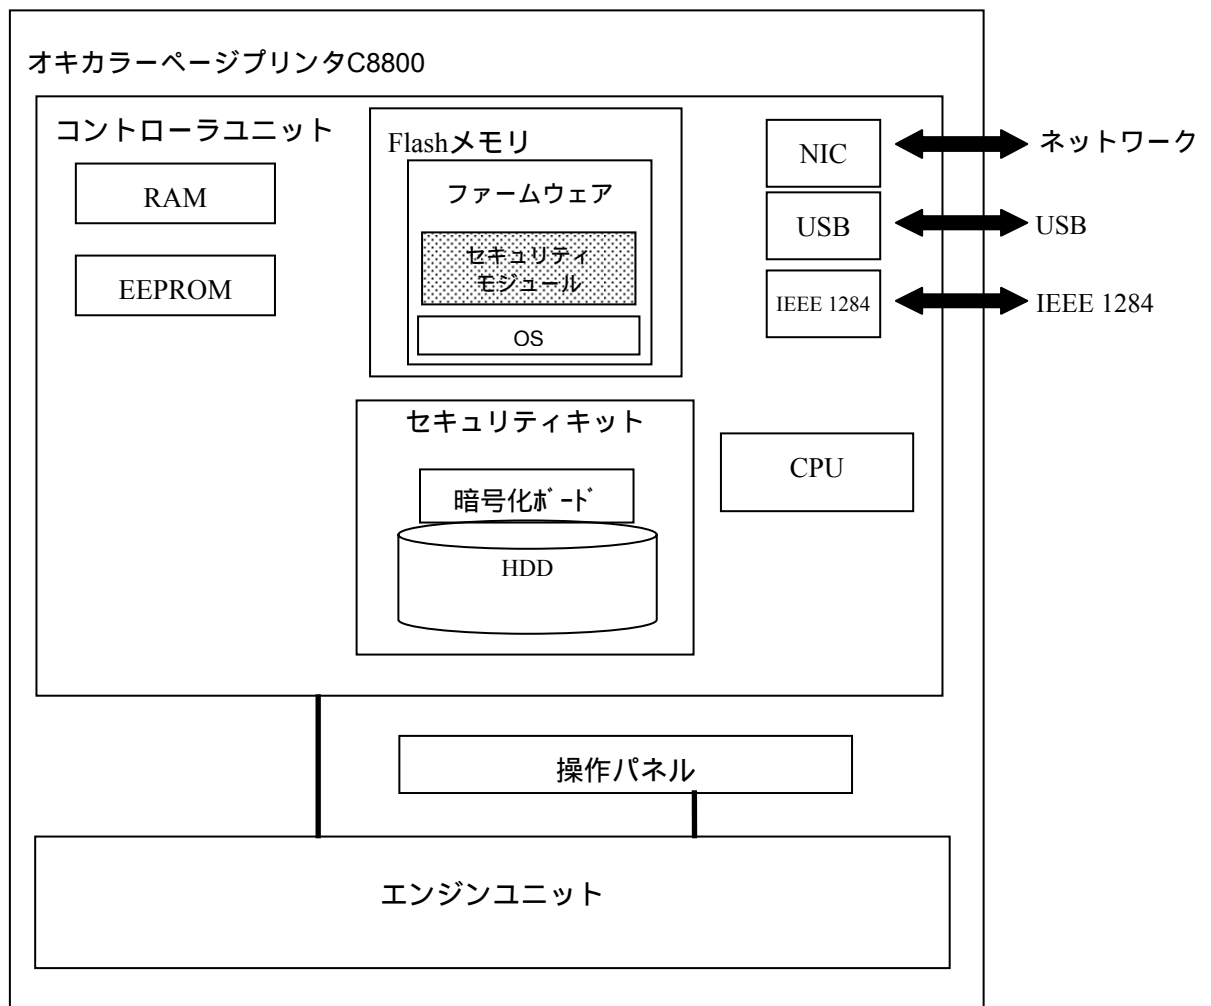 オキカラーページプリンタC8800
コントローラユニット
RAM
EEPROM
Flashメモリ
ファームウェア
セキュリティ
モジュール
OS
NIC
ネットワーク
USB
USB
IEEE 1284
IEEE 1284
セキュリティキット
暗号化ﾎﾞｰﾄﾞ
HDD
CPU
操作パネル
エンジンユニット